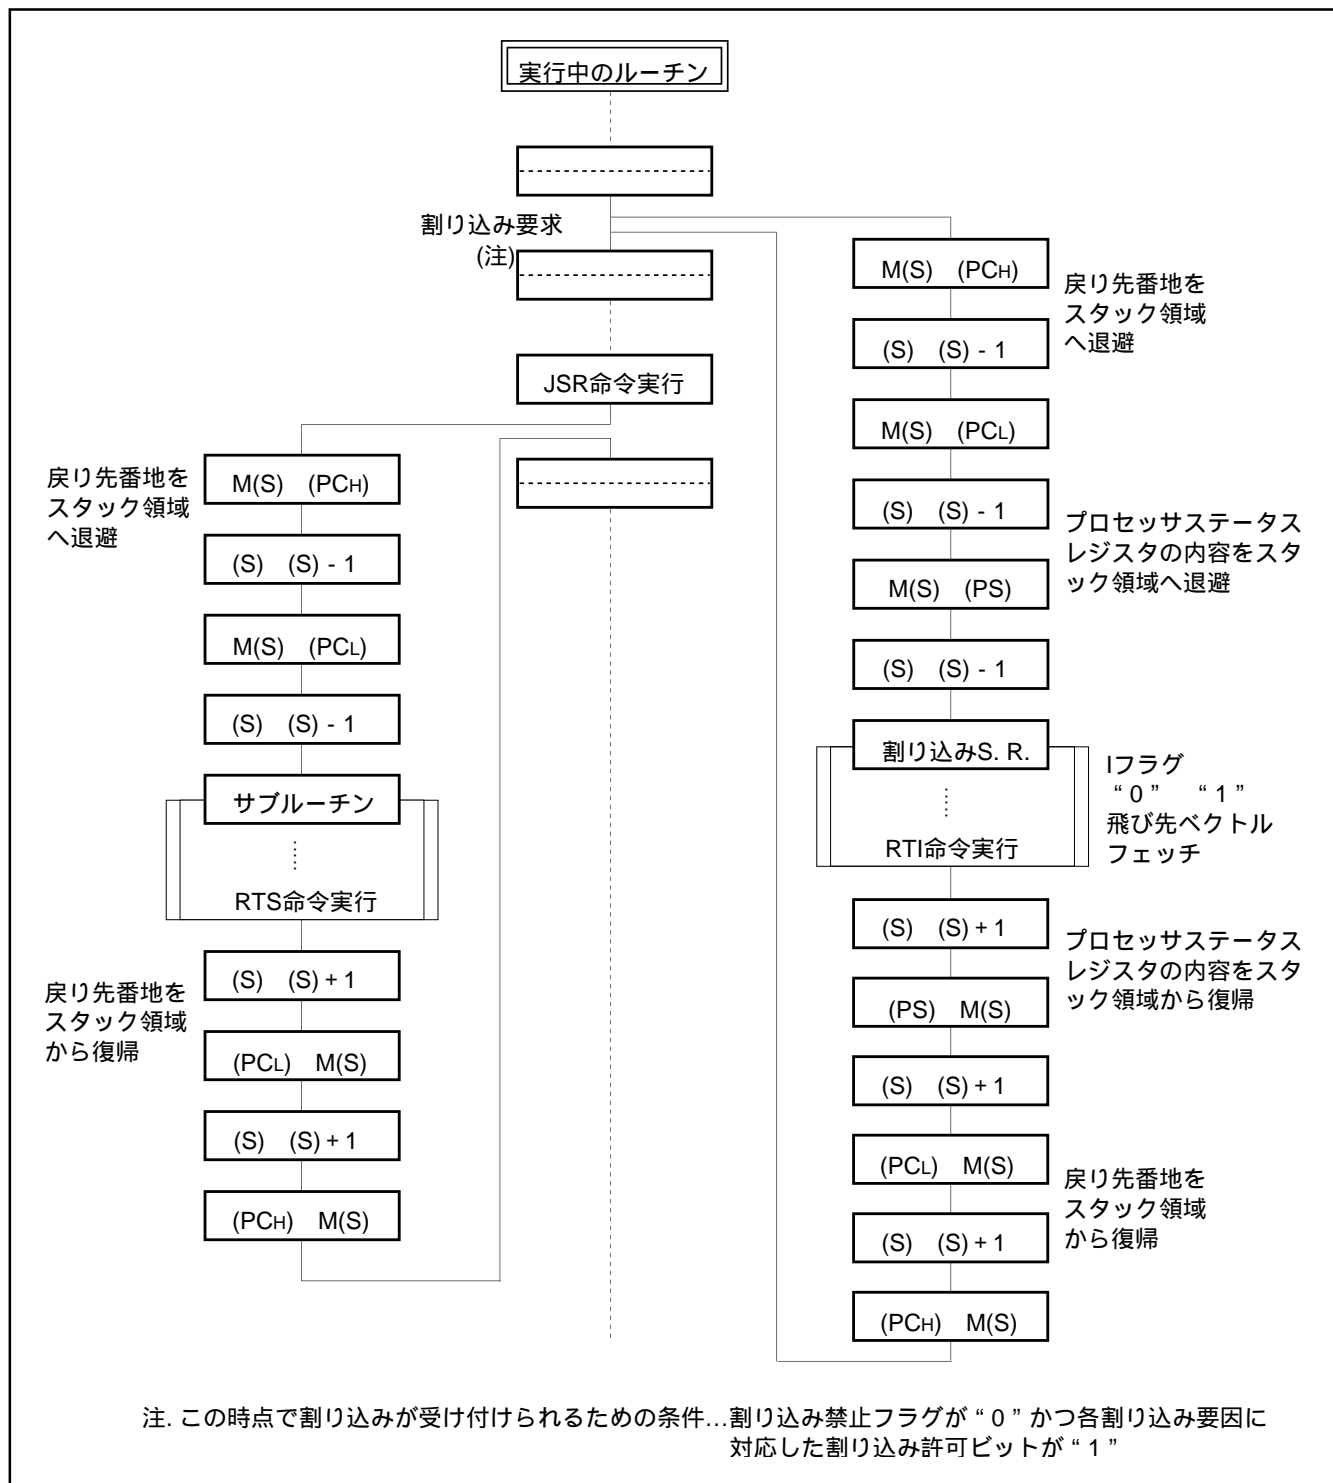 実行中のルーチン
割り込み要求
(注)
JSR命令実行
戻り先番地を
スタック領域
へ退避
M(S) (PCH)
(S) (S) - 1
M(S) (PCL)
(S) (S) - 1
サブルーチン
RTS命令実行
戻り先番地を
スタック領域
から復帰
(S) (S) + 1
(PCL) M(S)
(S) (S) + 1
(PCH) M(S)
M(S) (PCH)
(S) (S) - 1
M(S) (PCL)
(S) (S) - 1
M(S) (PS)
(S) (S) - 1
戻り先番地を
スタック領域
へ退避
プロセッサステータス
レジスタの内容をスタ
ック領域へ退避
割り込みS. R.
RTI命令実行
Iフラグ
“ 0 ” “ 1 ”
飛び先ベクトル
フェッチ
(S) (S) + 1
(PS) M(S)
(S) (S) + 1
(PCL) M(S)
(S) (S) + 1
(PCH) M(S)
プロセッサステータス
レジスタの内容をスタ
ック領域から復帰
戻り先番地を
スタック領域
から復帰
注. この時点で割り込みが受け付けられるための条件…割り込み禁止フラグが “ 0 ” かつ各割り込み要因に
対応した割り込み許可ビットが “ 1 ”